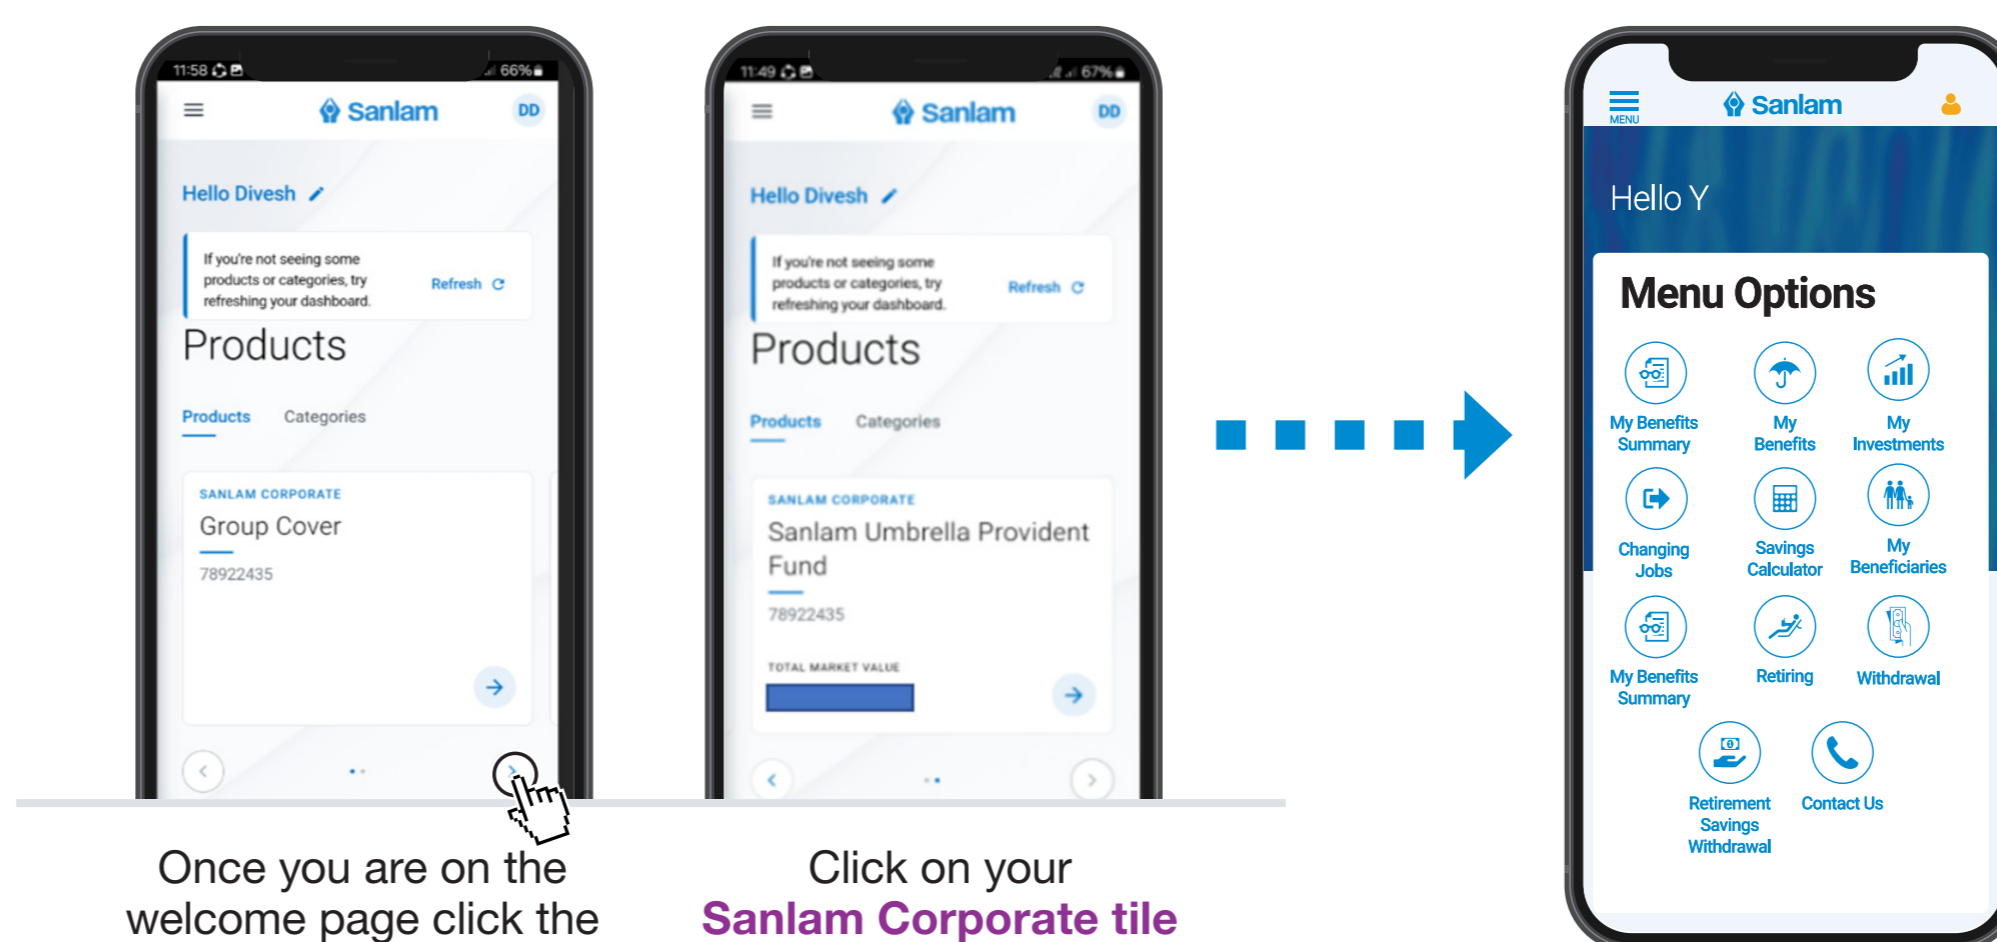 11:58
66%
Sanlam
DD
Hello Divesh
If you're not seeing some
products or categories, try
refreshing your dashboard.
Refresh
Products
Products Categories
SANLAM CORPORATE
Group Cover
78922435
Once you are on the
welcome page click the
11:49
67%
Sanlam
DD
Hello Divesh
If you're not seeing some
products or categories, try
refreshing your dashboard.
Refresh
Products
Products Categories
SANLAM CORPORATE
Sanlam Umbrella Provident
Fund
78922435
TOTAL MARKET VALUE
Click on your
Sanlam Corporate tile
MENU
Sanlam
Hello Y
Menu Options
My Benefits
Summary
My
Benefits
My
Investments
Changing
Jobs
Savings
Calculator
My
Beneficiaries
My Benefits
Summary
Retiring
Withdrawal
Retirement
Savings
Withdrawal
Contact Us